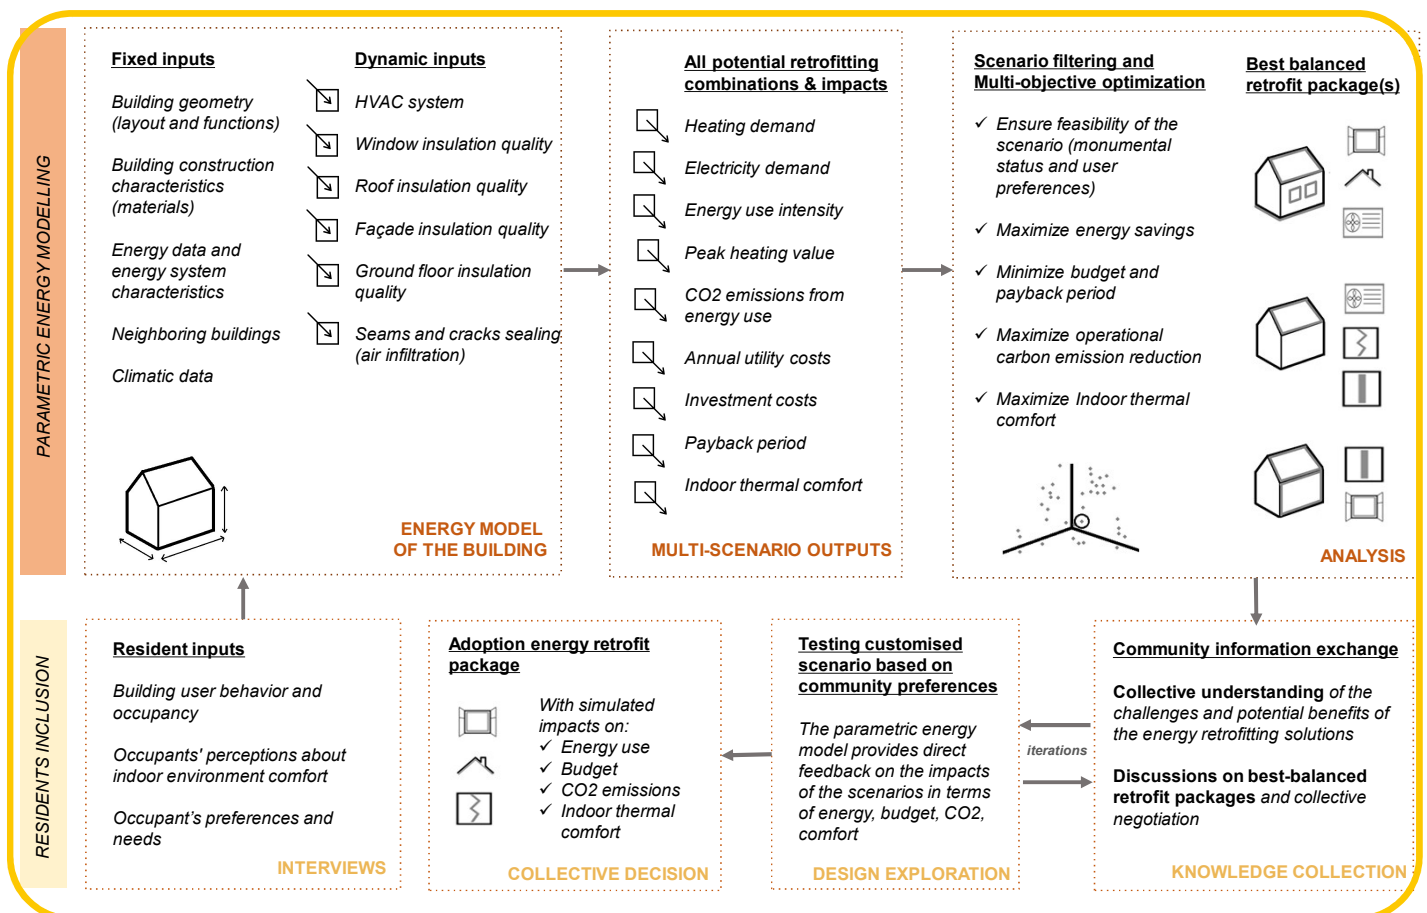 PARAMETRIC ENERGY MODELLING
Fixed inputs
Building geometry
(layout and functions)
Building construction
characteristics
(materials)
Energy data and
energy system
characteristics
Neighboring buildings
Climatic data
Dynamic inputs
HVAC system
Window insulation quality
Roof insulation quality
Façade insulation quality
Ground floor insulation
quality
Seams and cracks sealing
(air infiltration)
ENERGY MODEL
OF THE BUILDING
All potential retrofitting
combinations & impacts
Heating demand
Electricity demand
Energy use intensity
Peak heating value
CO2 emissions from
energy use
Annual utility costs
Investment costs
Payback period
Indoor thermal comfort
MULTI-SCENARIO OUTPUTS
Scenario filtering and
Multi-objective optimization
✓ Ensure feasibility of the
scenario (monumental
status and user
preferences)
✓ Maximize energy savings
✓ Minimize budget and
payback period
✓ Maximize operational
carbon emission reduction
✓ Maximize Indoor thermal
comfort
Best balanced
retrofit package(s)
ANALYSIS
RESIDENTS INCLUSION
Resident inputs
Building user behavior and
occupancy
Occupants' perceptions about
indoor environment comfort
Occupant's preferences and
needs
INTERVIEWS
Adoption energy retrofit
package
With simulated
impacts on:
✓ Energy use
✓ Budget
✓ CO2 emissions
✓ Indoor thermal
comfort
COLLECTIVE DECISION
Testing customised
scenario based on
community preferences
The parametric energy
model provides direct
feedback on the impacts
of the scenarios in terms
of energy, budget, CO2,
comfort
DESIGN EXPLORATION
iterations
Community information exchange
Collective understanding of the
challenges and potential benefits of
the energy retrofitting solutions
Discussions on best-balanced
retrofit packages and collective
negotiation
KNOWLEDGE COLLECTION